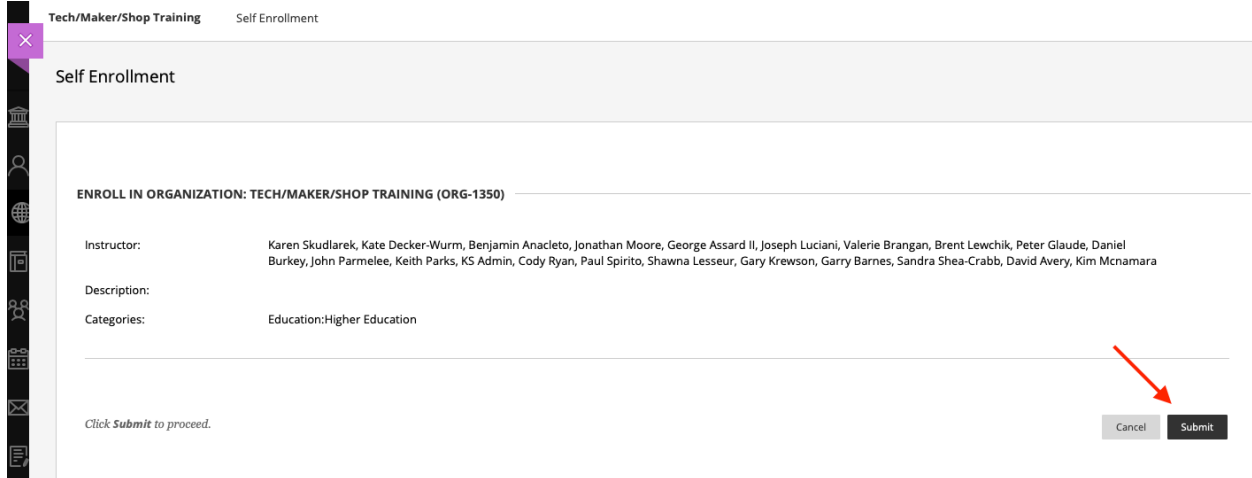 Tech/Maker/Shop Training Self Enrollment
Self Enrollment
ENROLL IN ORGANIZATION: TECH/MAKER/SHOP TRAINING (ORG-1350)
Instructor: Karen Skudlarek, Kate Decker-Wurm, Benjamin Anacleto, Jonathan Moore, George Assard II, Joseph Luciani, Valerie Brangan, Brent Lewchik, Peter Glaude, Daniel
Burkey, John Parmelee, Keith Parks, KS Admin, Cody Ryan, Paul Spirito, Shawna Lesseur, Gary Krewson, Garry Barnes, Sandra Shea-Crabb, David Avery, Kim Mcnamara
Description:
Categories: Education:Higher Education
Click Submit to proceed.
Cancel Submit